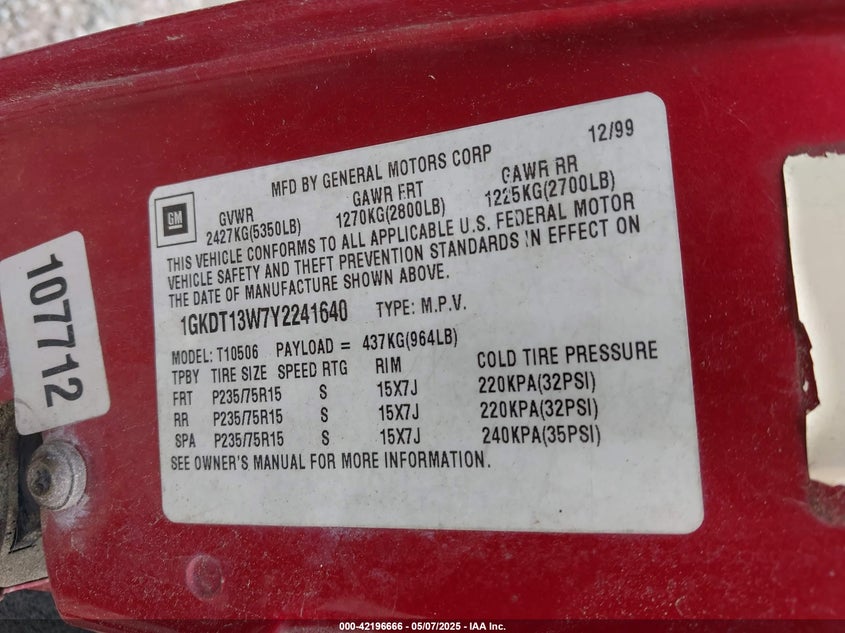 12/99
MFD BY GENERAL MOTORS CORP
GM
GVWR GAWR FRT GAWR RR
2427KG(5350LB) 1270KG(2800LB) 1225KG(2700LB)
THIS VEHICLE CONFORMS TO ALL APPLICABLE U.S. FEDERAL MOTOR
VEHICLE SAFETY AND THEFT PREVENTION STANDARDS IN EFFECT ON
THE DATE OF MANUFACTURE SHOWN ABOVE.
1GKDT13W7Y2241640 TYPE: M.P.V.
MODEL: T10506 PAYLOAD = 437KG(964LB)
TPBY TIRE SIZE SPEED RTG RIM COLD TIRE PRESSURE
FRT P235/75R15 S 15X7J 220KPA(32PSI)
RR P235/75R15 S 15X7J 220KPA(32PSI)
SPA P235/75R15 S 15X7J 240KPA(35PSI)
SEE OWNER'S MANUAL FOR MORE INFORMATION.
107712
000-42196666 - 05/07/2025 - IAA Inc.